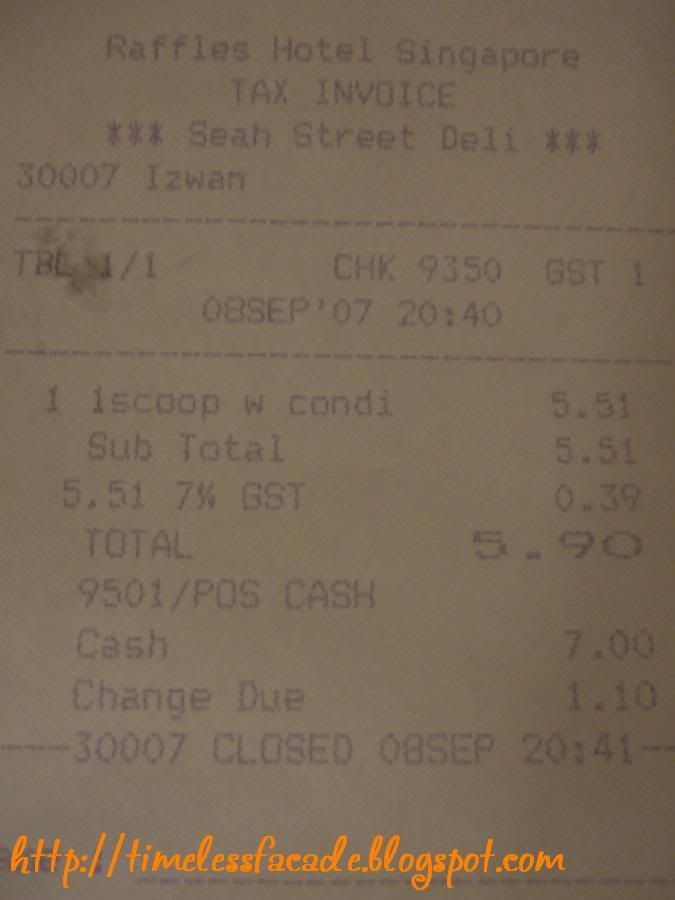 Raffles Hotel Singapore
TAX INVOICE
*** Seah Street Deli ***
30007 Izwan
TBL 1/1 CHK 9350 GST 1
08SEP'07 20:40
1 1scoop w condi 5.51
Sub Total 5.51
5.51 7% GST 0.39
TOTAL 5.90
9501/POS CASH
Cash 7.00
Change Due 1.10
----30007 CLOSED 08SEP 20:41--
http://timelessfacade.blogspot.com